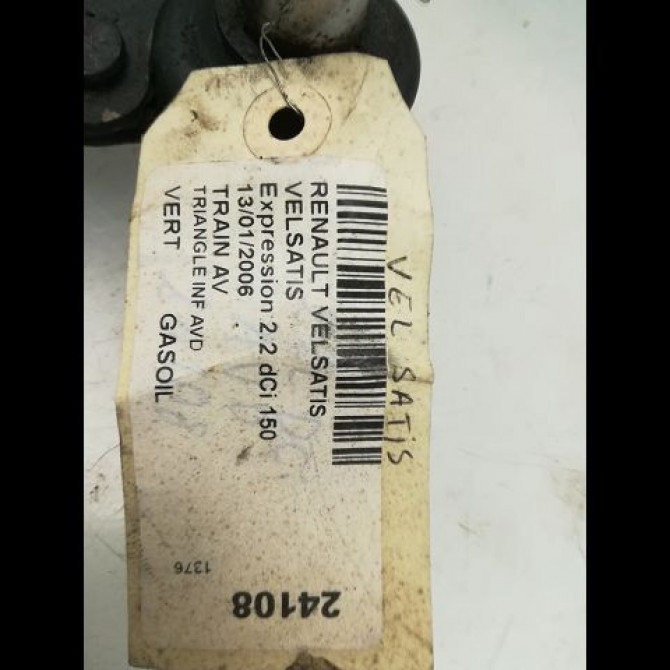 VEL SATIS
RENAULT VELSATIS
VELSATIS
Expression 2.2 dCi 150
13/01/2006
TRAIN AV
TRIANGLE INF AVD
VERT GASOIL
1376
24108